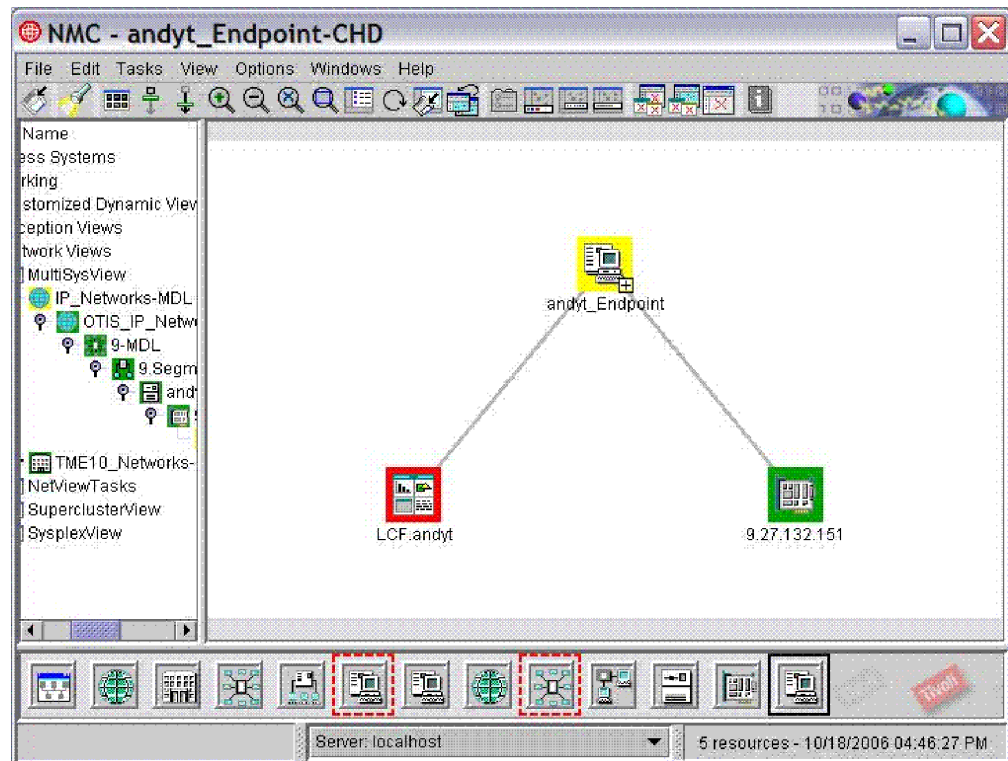 NMC - andyt_Endpoint-CHD
File Edit Tasks View Options Windows Help
Name
ess Systems
rking
stomized Dynamic View
ception Views
twork Views
MultiSysView
IP_Networks-MDL
OTIS_IP_Netw
9-MDL
9.Segm
andy
TME10_Networks-
NetViewTasks
SuperclusterView
SysplexView
andyt_Endpoint
LCF.andyt
9.27.132.151
Tivoli
Server: localhost
5 resources - 10/18/2006 04:46:27 PM